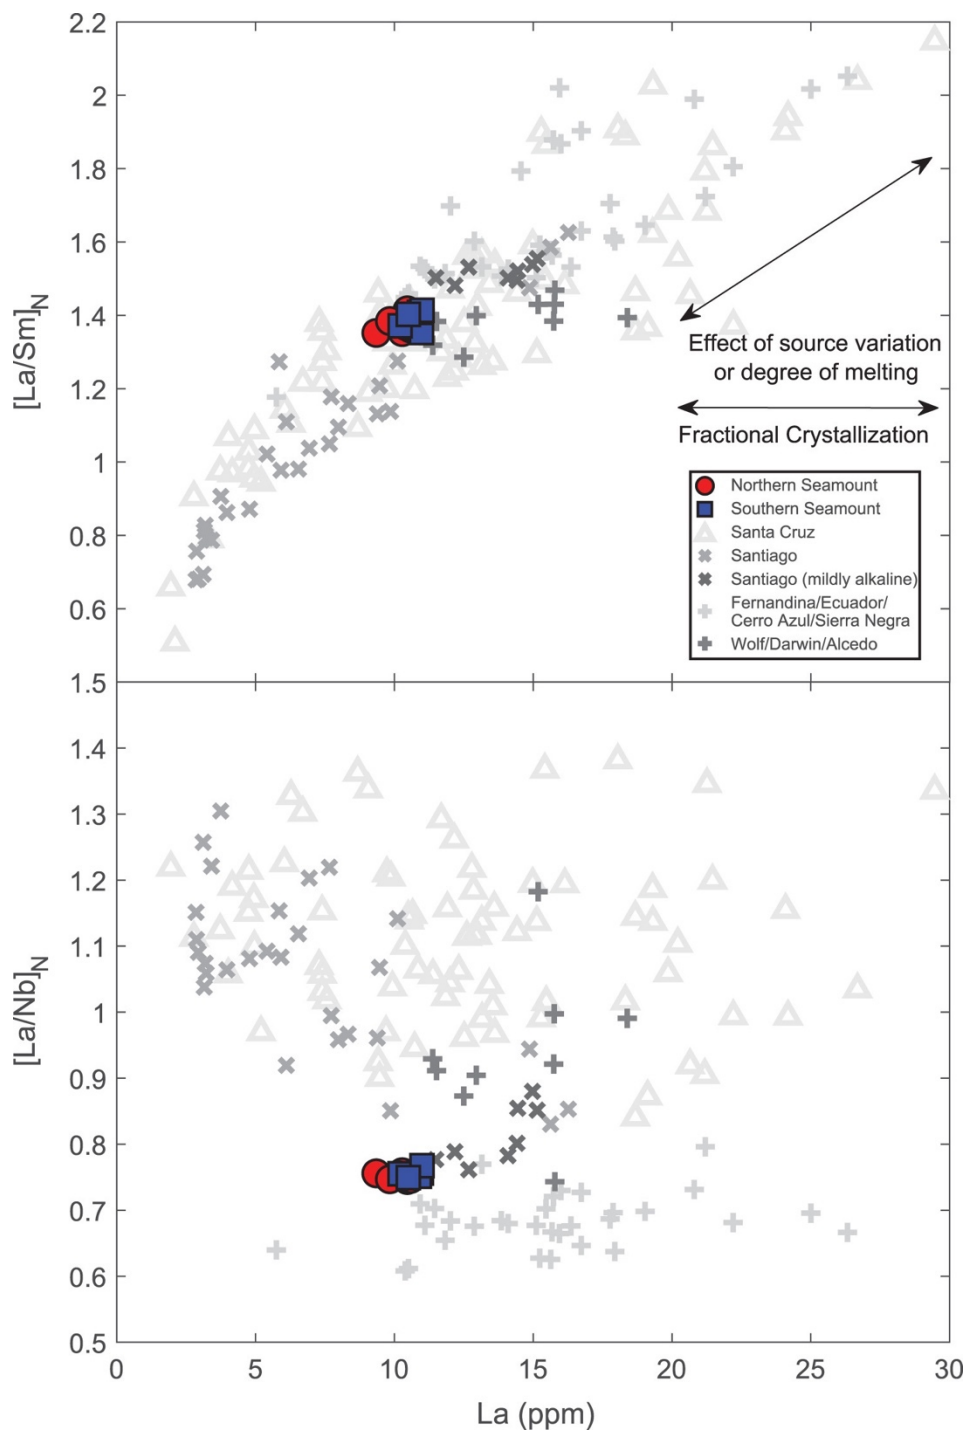 2.2
2
1.8
1.6
1.4
1.2
1
0.8
0.6
[La/Sm]N
Effect of source variation
or degree of melting
Fractional Crystallization
Northern Seamount
Southern Seamount
Santa Cruz
Santiago
Santiago (mildly alkaline)
Fernandina/Ecuador/
Cerro Azul/Sierra Negra
Wolf/Darwin/Alcedo
1.5
1.4
1.3
1.2
1.1
1
0.9
0.8
0.7
0.6
0.5
[La/Nb]N
0 5 10 15 20 25 30
La (ppm)